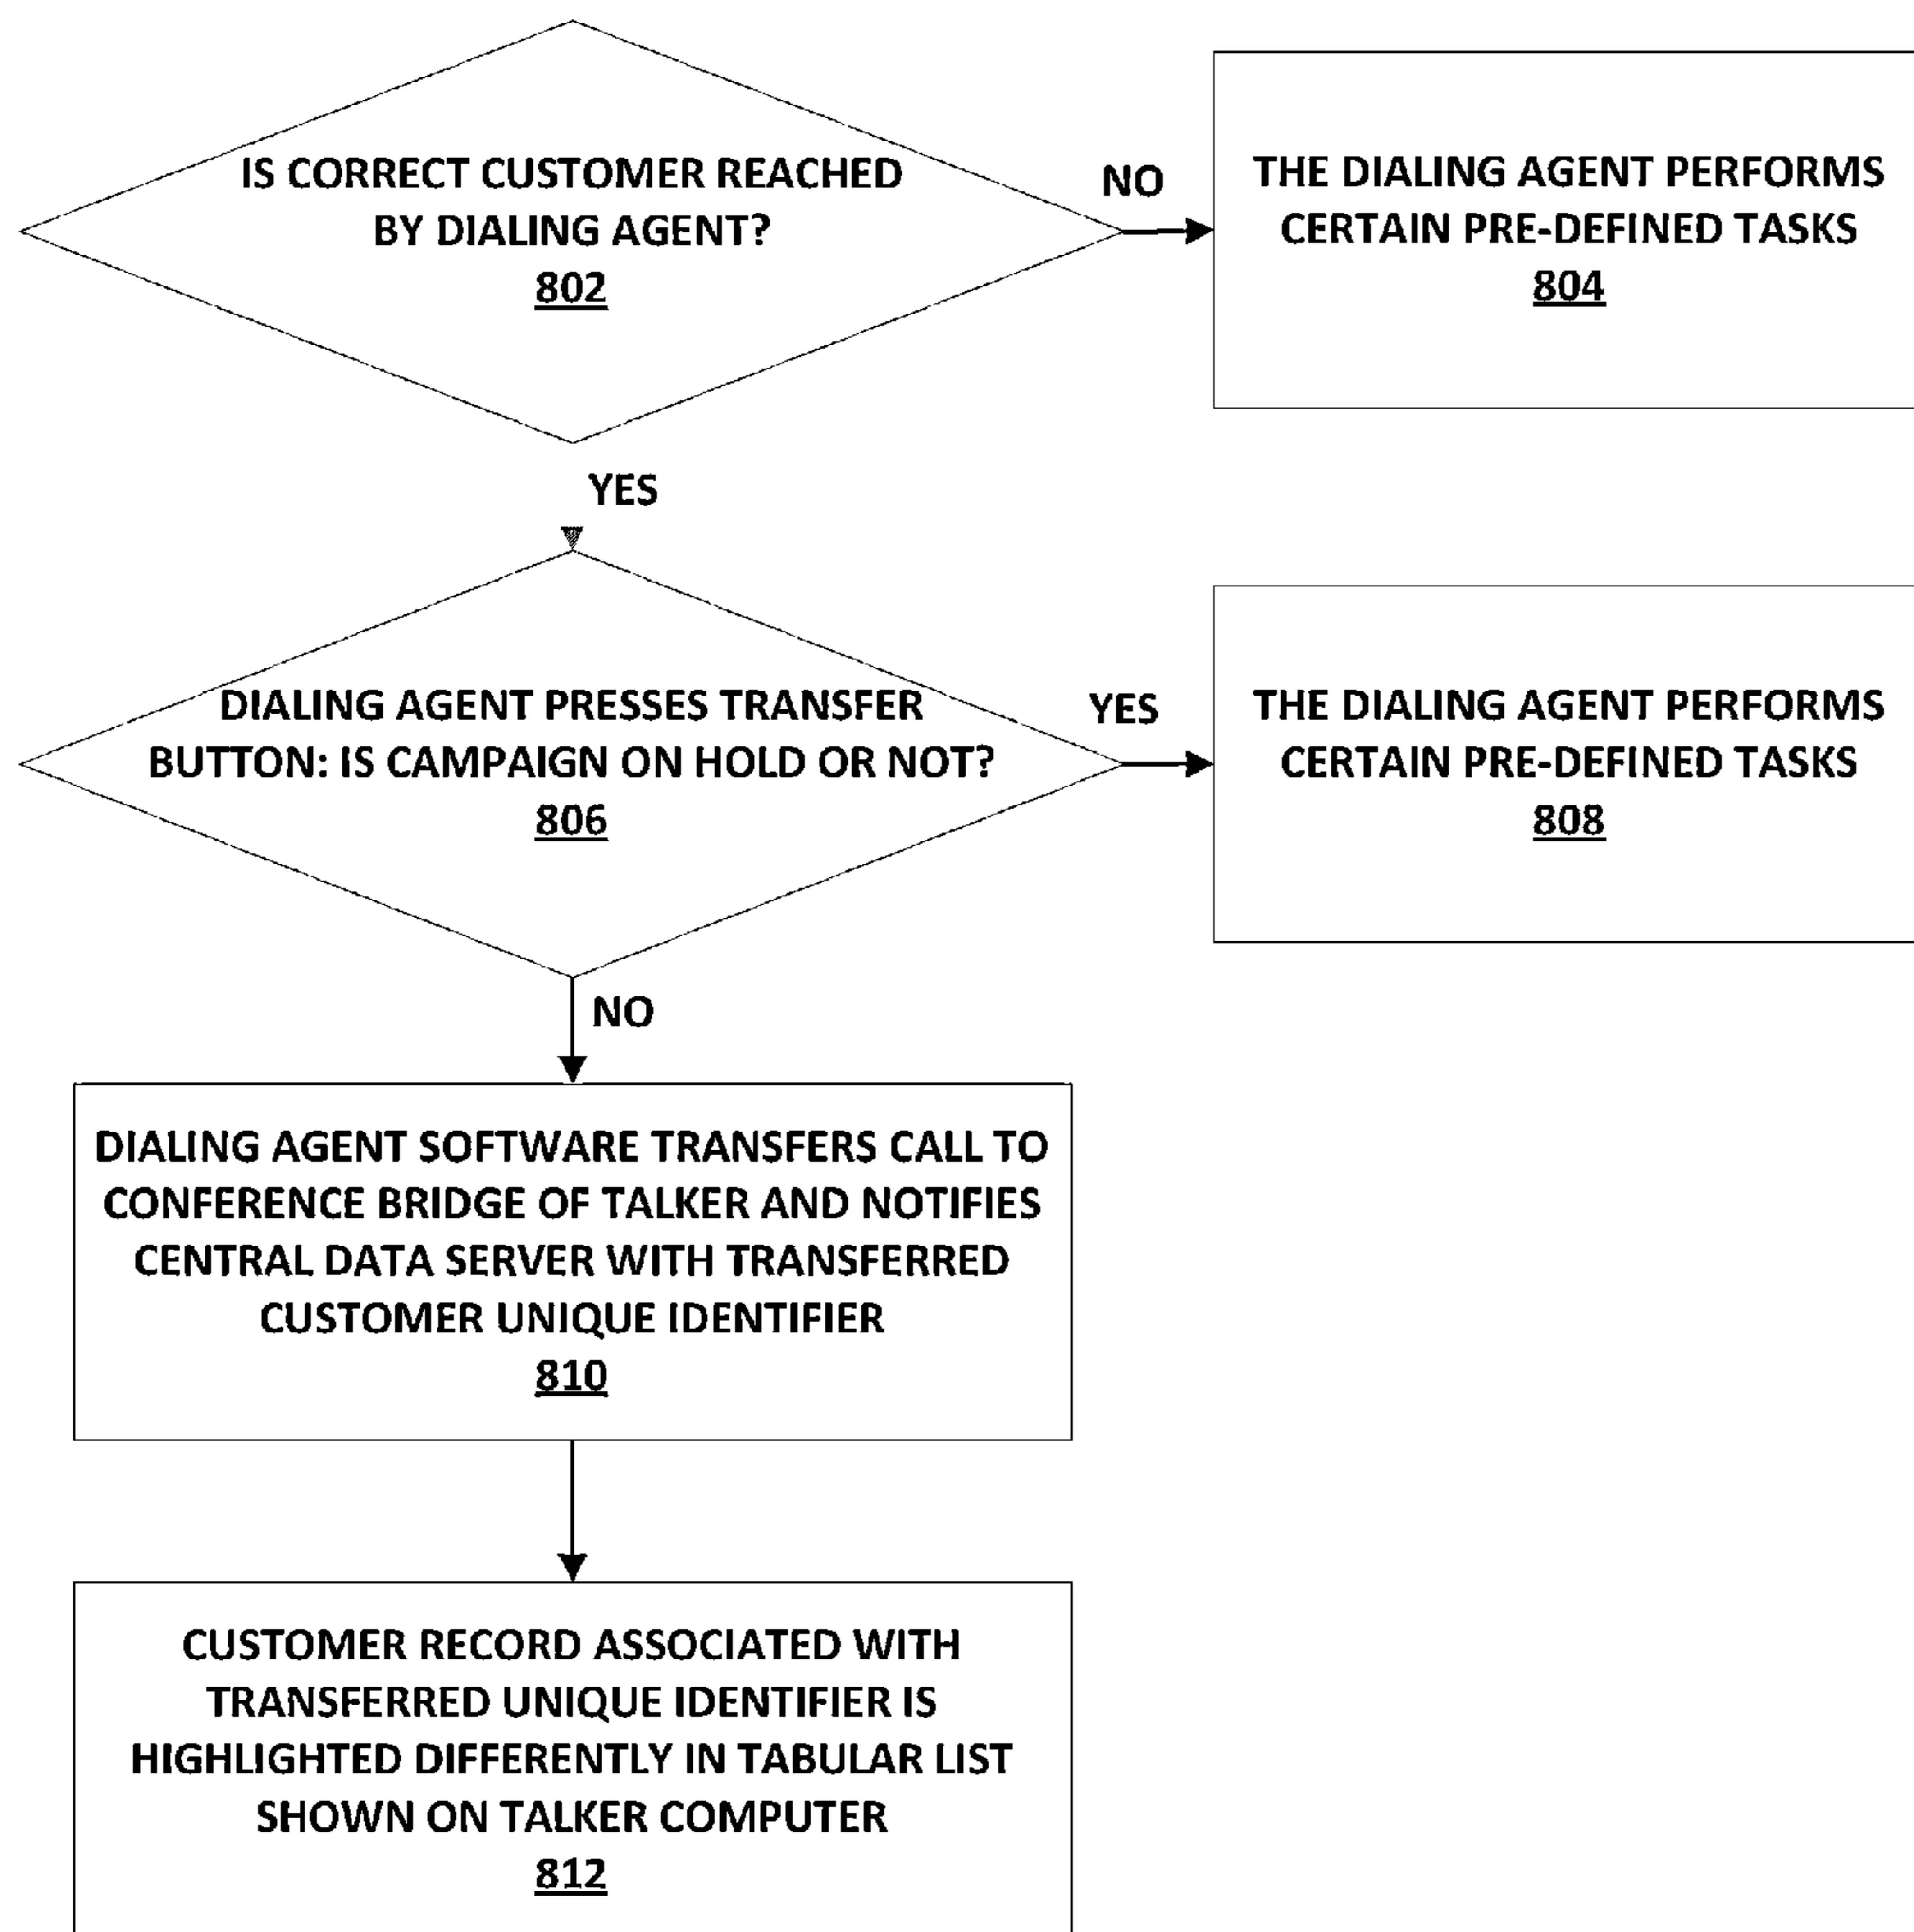 IS CORRECT CUSTOMER REACHED
BY DIALING AGENT?
802
NO
THE DIALING AGENT PERFORMS
CERTAIN PRE-DEFINED TASKS
804
YES
DIALING AGENT PRESSES TRANSFER
BUTTON: IS CAMPAIGN ON HOLD OR NOT?
806
YES
THE DIALING AGENT PERFORMS
CERTAIN PRE-DEFINED TASKS
808
NO
DIALING AGENT SOFTWARE TRANSFERS CALL TO
CONFERENCE BRIDGE OF TALKER AND NOTIFIES
CENTRAL DATA SERVER WITH TRANSFERRED
CUSTOMER UNIQUE IDENTIFIER
810
CUSTOMER RECORD ASSOCIATED WITH
TRANSFERRED UNIQUE IDENTIFIER IS
HIGHLIGHTED DIFFERENTLY IN TABULAR LIST
SHOWN ON TALKER COMPUTER
812